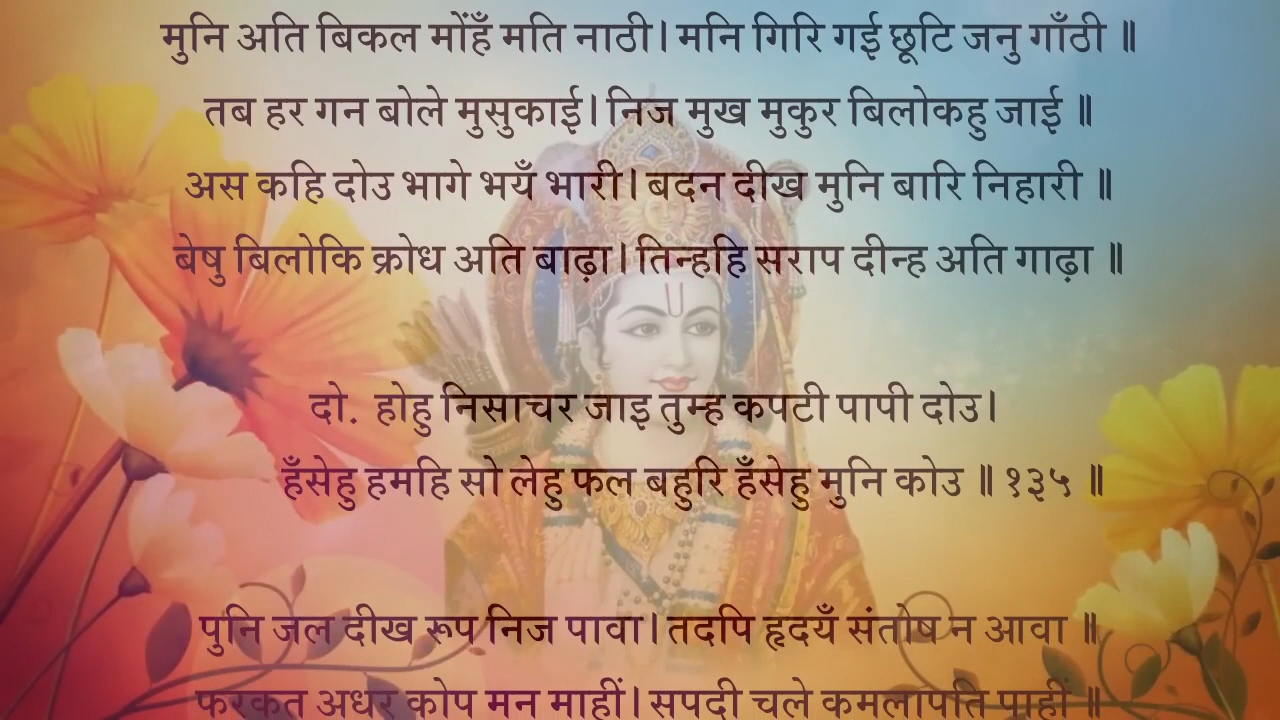 मुनि अति बिकल मोंहँ मति नाठी। मनि गिरि गई छूटि जनु गाँठी ॥
तब हर गन बोले मुसुकाई। निज मुख मुकुर बिलोकहु जाई ॥
अस कहि दोउ भागे भयँ भारी। बदन दीख मुनि बारि निहारी ॥
बेषु बिलोकि क्रोध अति बाढ़ा। तिन्हहि सराप दीन्ह अति गाढ़ा ॥
दो. होहु निसाचर जाइ तुम्ह कपटी पापी दोउ।
हँसेहु हमहि सो लेहु फल बहुरि हँसेहु मुनि कोउ ॥ १३५ ॥
पुनि जल दीख रूप निज पावा। तदपि हृदयँ संतोष न आवा ॥
फरकत अधर कोप मन माहीं। सपदी चले कमलापति पाहीं ॥